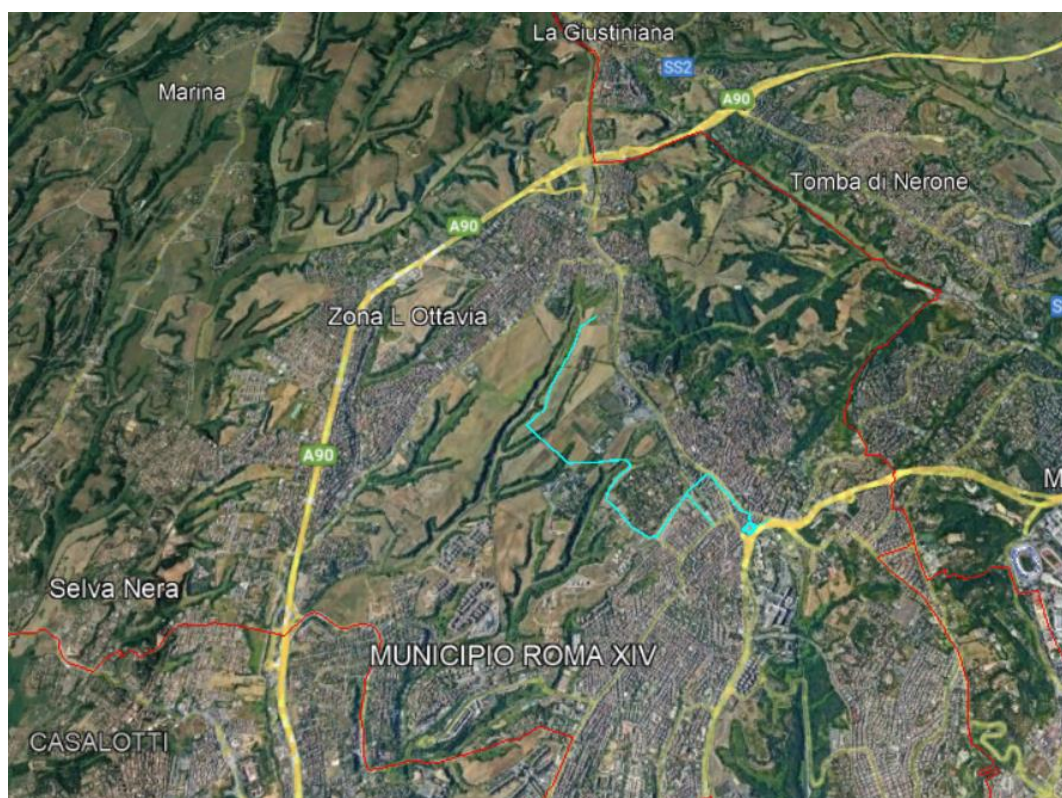 La Giustiniana
SS2
Marina
A90
Tomba di Nerone
A90
Zona L Ottavia
S
A90
M
Selva Nera
MUNICIPIO ROMA XIV
CASALOTTI